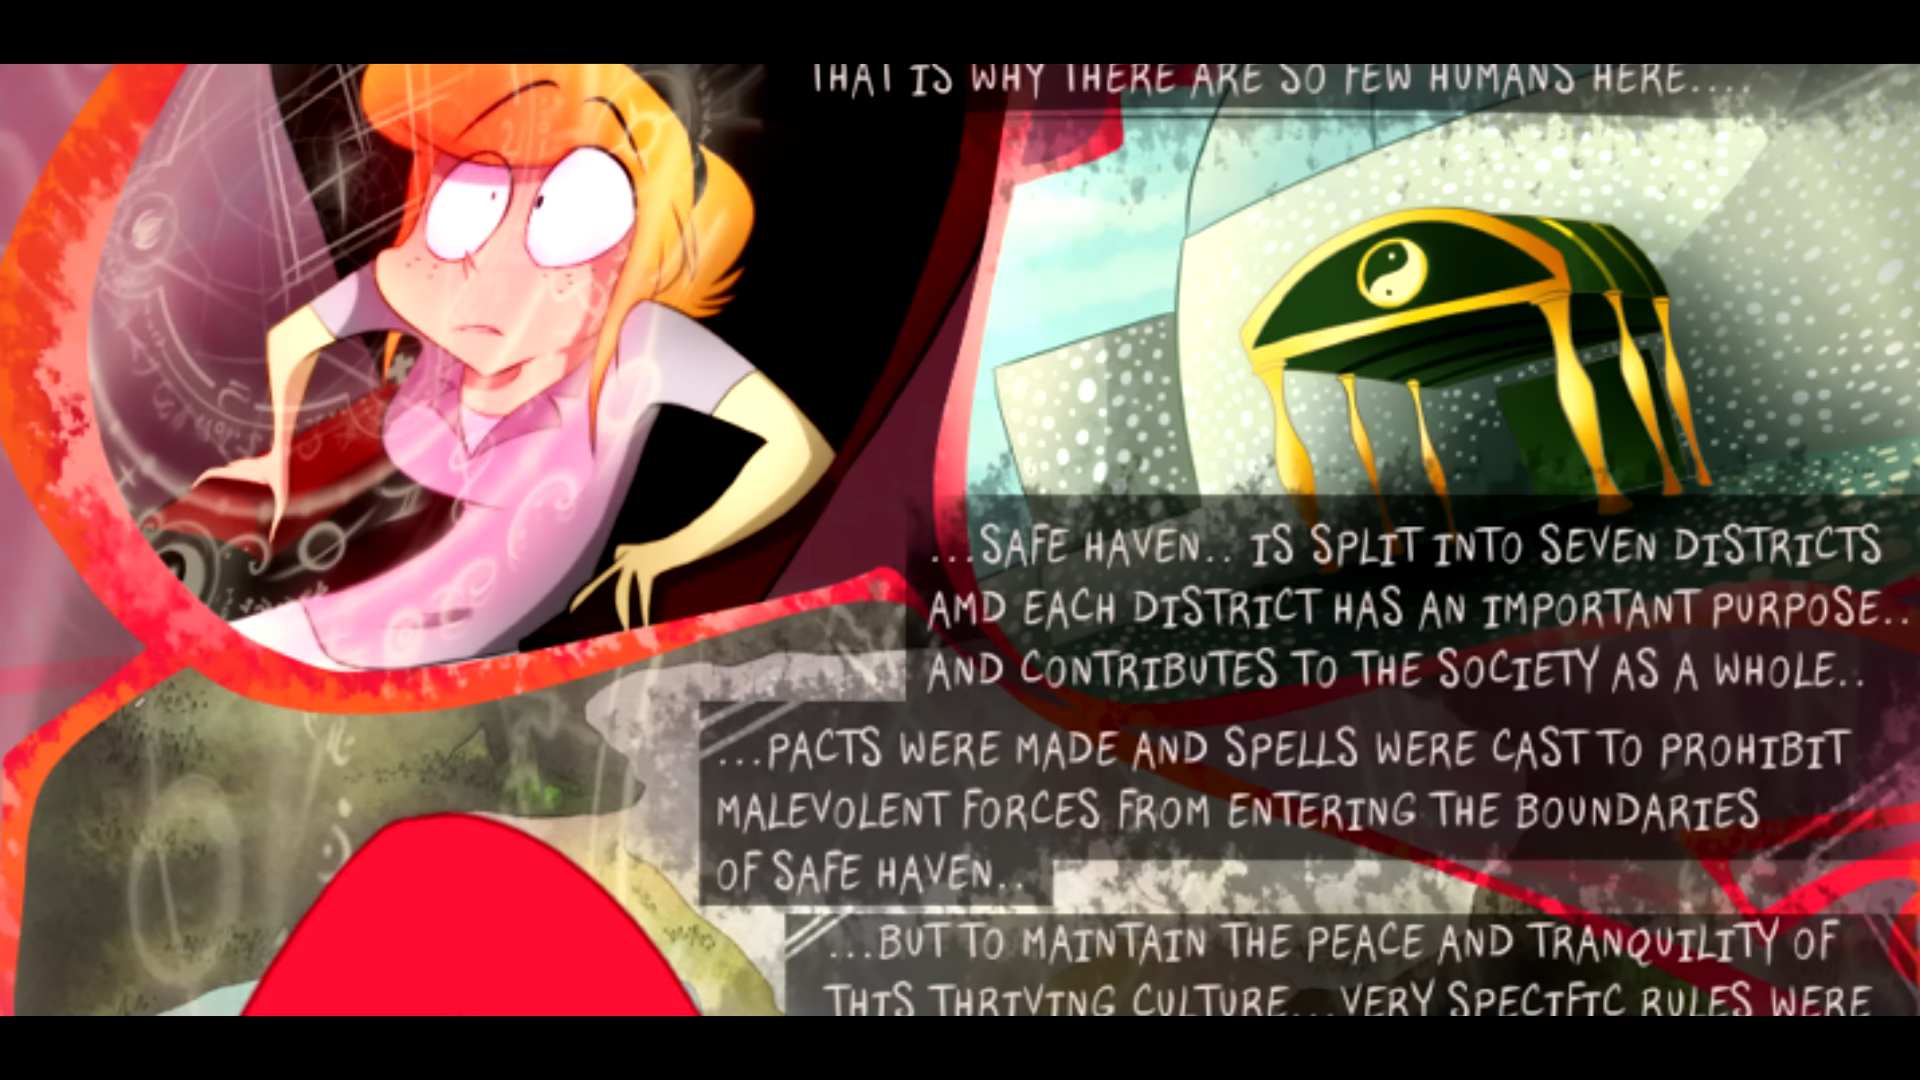 THAT IS WHY THERE ARE SO FEW HUMANS HERE....
...SAFE HAVEN.. IS SPLIT INTO SEVEN DISTRICTS
AMD EACH DISTRICT HAS AN IMPORTANT PURPOSE..
AND CONTRIBUTES TO THE SOCIETY AS A WHOLE..
...PACTS WERE MADE AND SPELLS WERE CAST TO PROHIBIT
MALEVOLENT FORCES FROM ENTERING THE BOUNDARIES
OF SAFE HAVEN..
...BUT TO MAINTAIN THE PEACE AND TRANQUILITY OF
THIS THRIVING CULTURE...VERY SPECIFIC RULES WERE